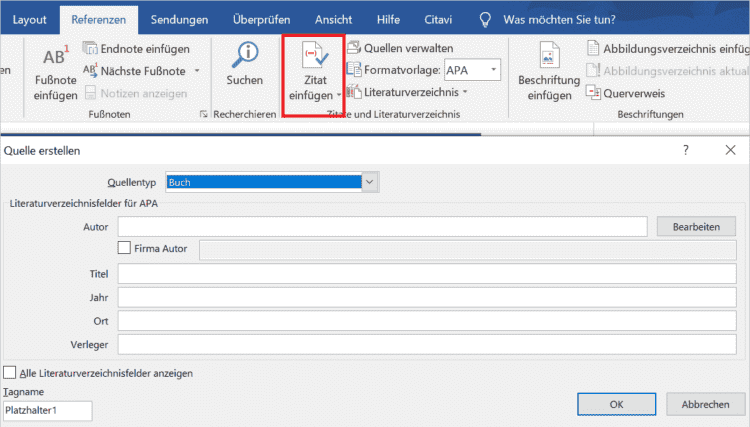 Layout Referenzen Sendungen Überprüfen Ansicht Hilfe Citavi Was möchten Sie tun?
AB¹
Fußnote
einfügen
Endnote einfügen
AB Nächste Fußnote
Notizen anzeigen
Fußnoten
Suchen
Recherchieren
Zitat
einfügen
Quellen verwalten
Formatvorlage: APA
Literaturverzeichnis
Zitate und Literaturverzeichnis
Beschriftung
einfügen
Abbildungsverzeichnis einfüg
Abbildungsverzeichnis aktual
Querverweis
Beschriftungen
Quelle erstellen ?
Quellentyp Buch
Literaturverzeichnisfelder für APA
Autor Bearbeiten
Firma Autor
Titel
Jahr
Ort
Verleger
Alle Literaturverzeichnisfelder anzeigen
Tagname
Platzhalter1
OK Abbrechen